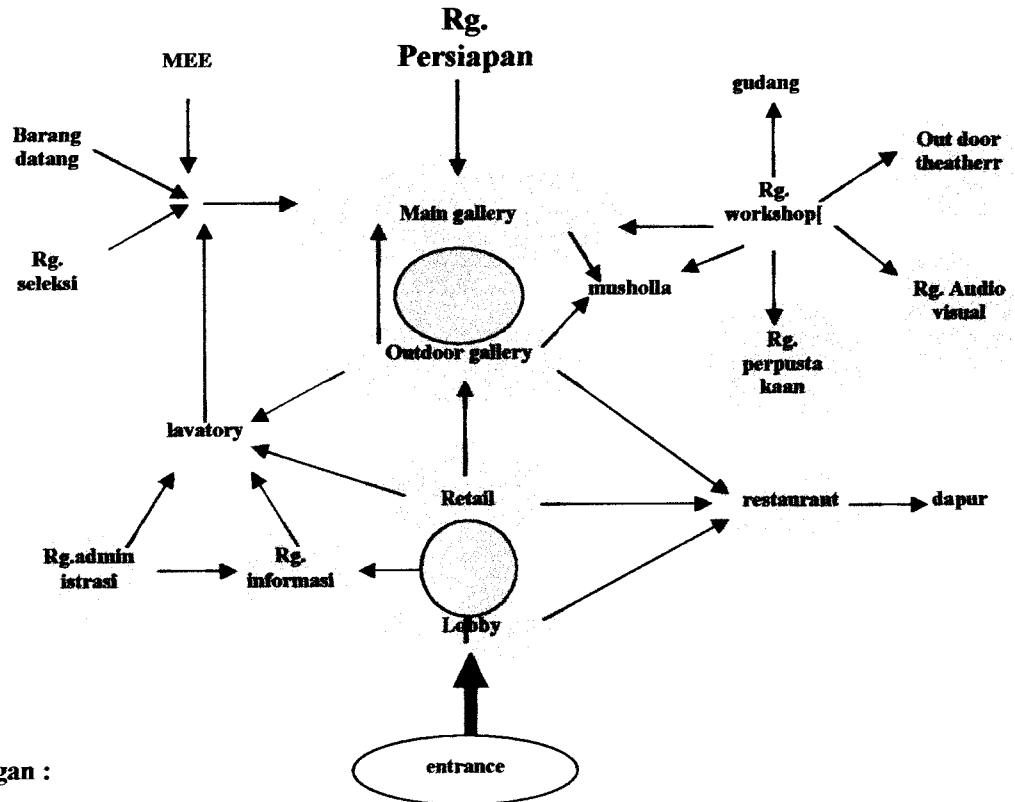 Rg.
Persiapan
MEE
gudang
Barang
datang
Out door
theatherr
Rg.
workshop[
Main gallery
Rg.
seleksi
musholla
Rg. Audio
visual
Outdoor gallery
Rg.
perpusta
kaan
lavatory
Retail
restaurant
dapur
Rg.admin
istrasi
Rg.
informasi
Lobby
entrance
gan :